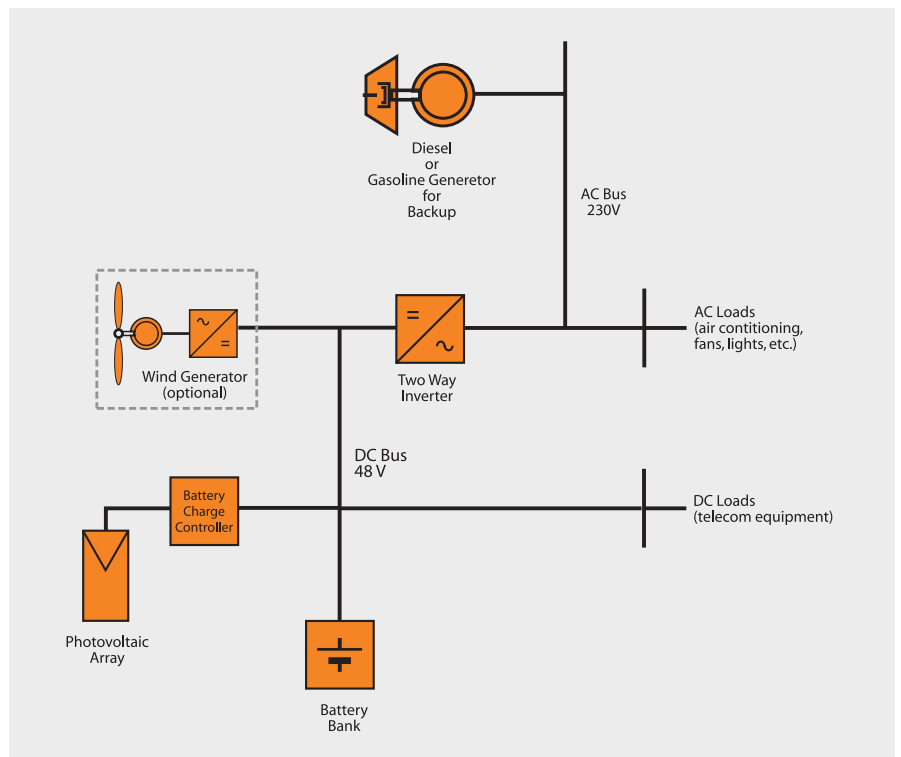 Diesel
or
Gasoline Generetor
for
Backup
AC Bus
230V
AC Loads
(air contitioning,
fans, lights, etc.)
Wind Generator
(optional)
Two Way
Inverter
DC Bus
48 V
Battery
Charge
Controller
DC Loads
(telecom equipment)
Photovoltaic
Array
Battery
Bank